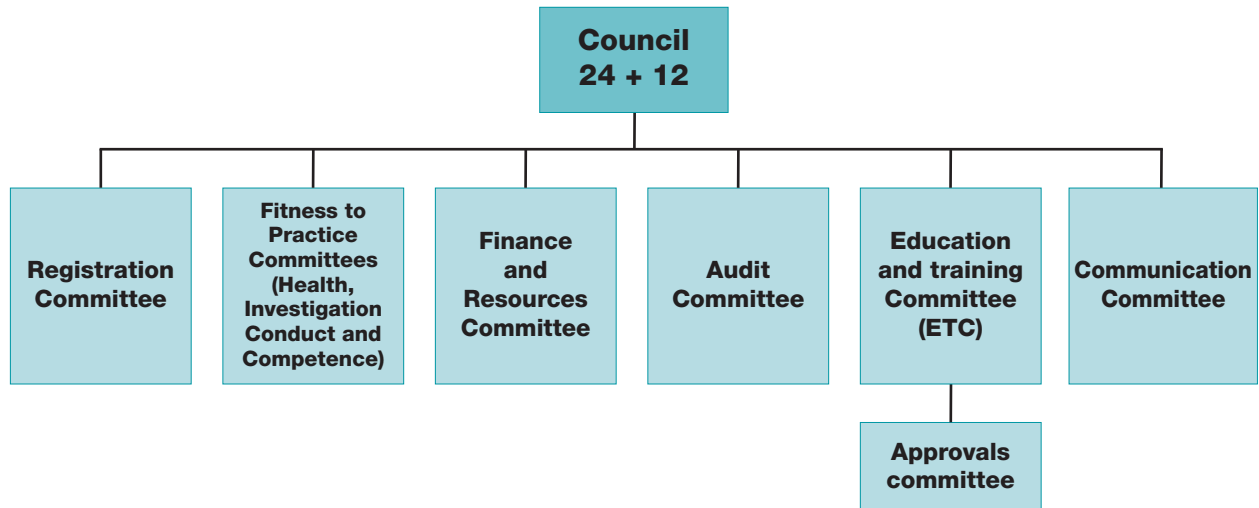 Council
24 + 12
Registration
Committee
Fitness to
Practice
Committees
(Health,
Investigation
Conduct and
Competence)
Finance
and
Resources
Committee
Audit
Committee
Education
and training
Committee
(ETC)
Communication
Committee
Approvals
committee